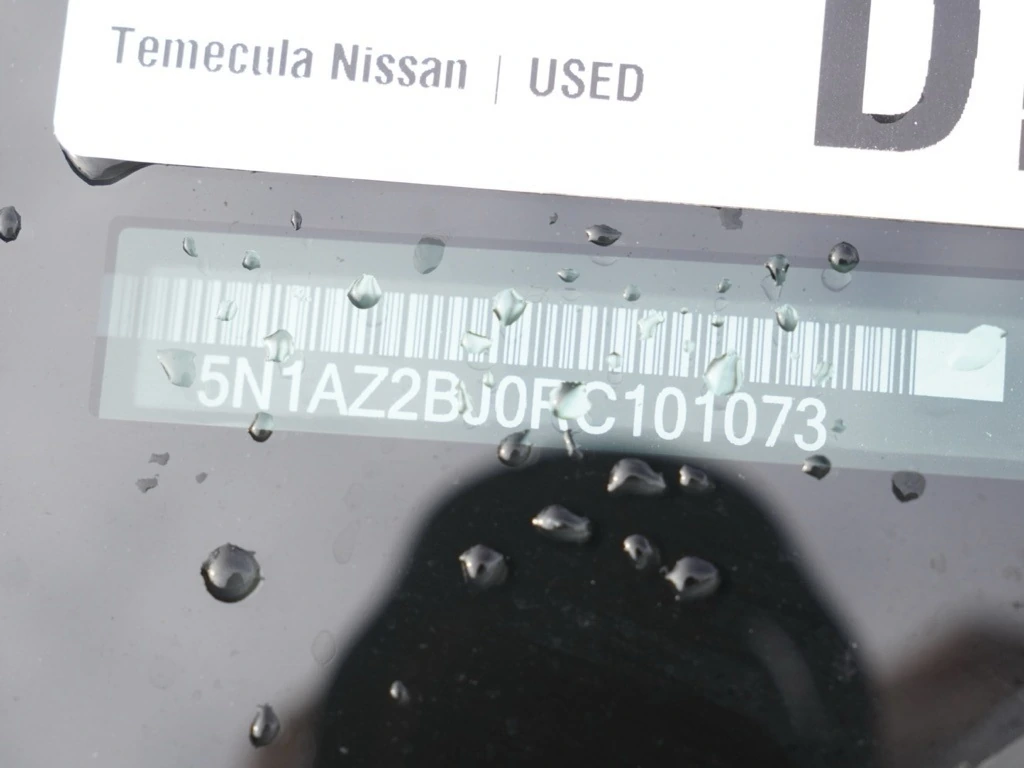 Temecula Nissan | USED
5N1AZ2BJ0RC101073